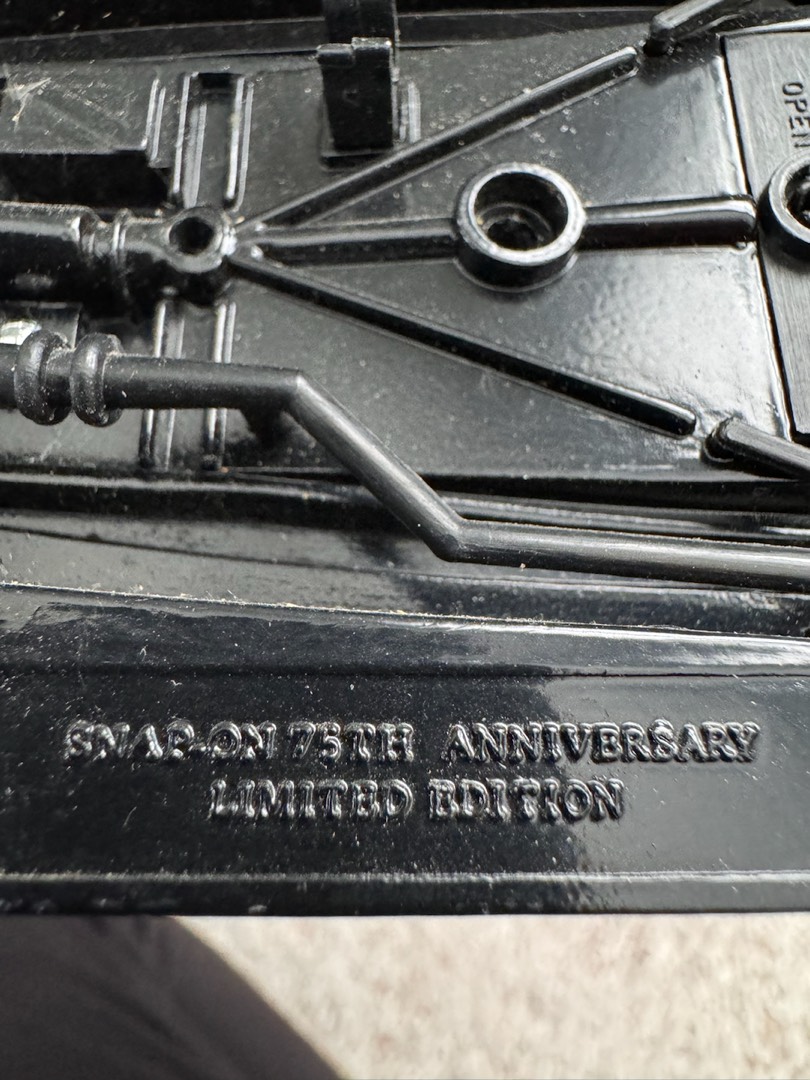 OPEN
SNAP-ON 75TH ANNIVERSARY
LIMITED EDITION